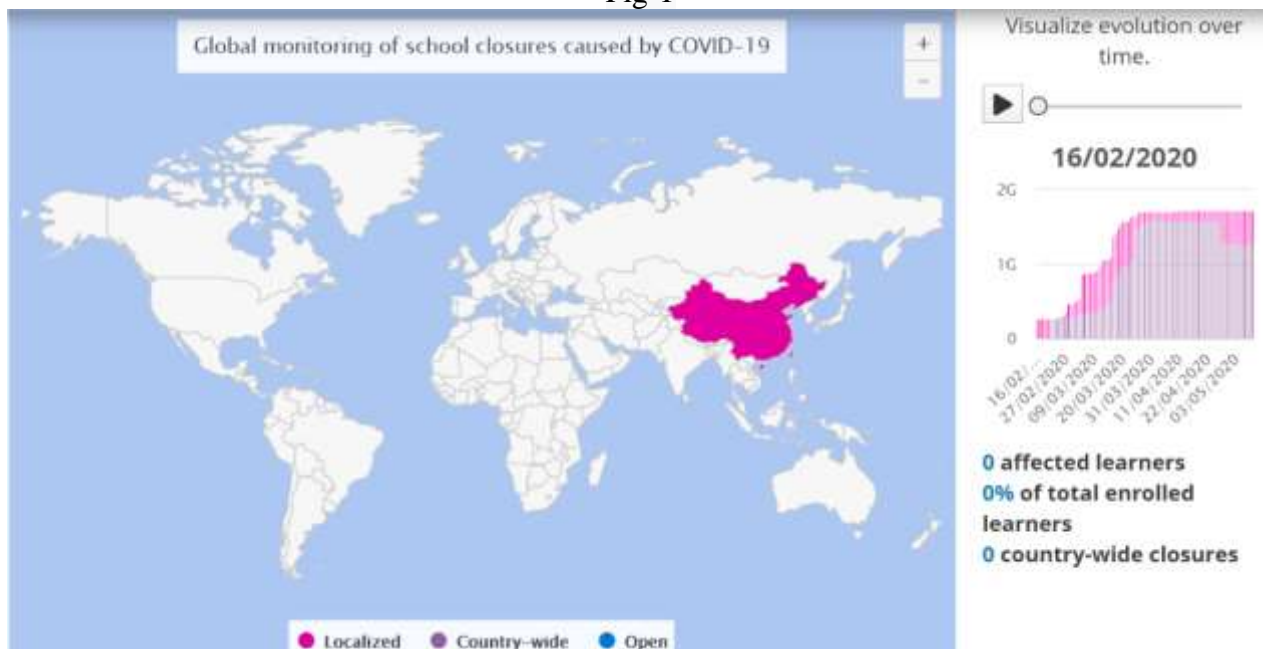 Global monitoring of school closures caused by COVID-19
+
−
Localized
Country-wide
Open
Visualize evolution over
time.
16/02/2020
2G
1G
0
16/02/...
27/02/2020
09/03/2020
20/03/2020
31/03/2020
11/04/2020
22/04/2020
03/05/2020
0 affected learners
0% of total enrolled
learners
0 country-wide closures